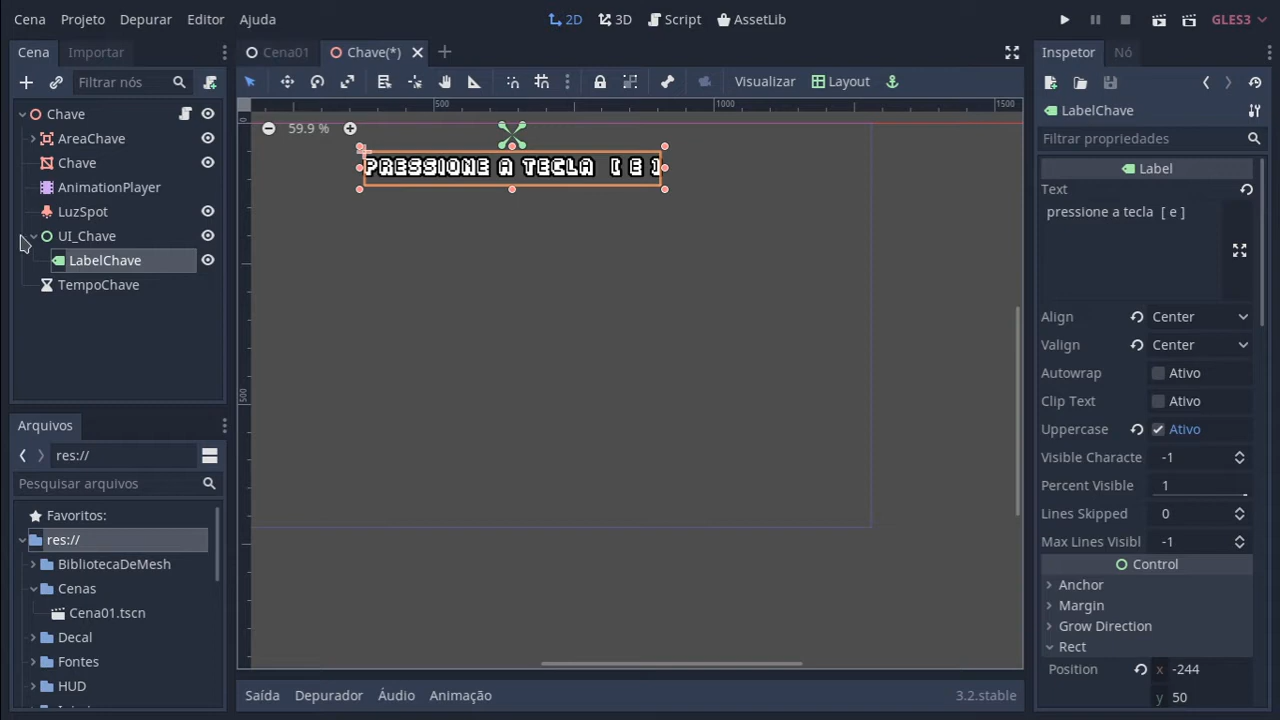 Cena Projeto Depurar Editor Ajuda 2D 3D Script AssetLib GLES3
Cena Importar
Filtrar nós
Chave
AreaChave
Chave
AnimationPlayer
LuzSpot
UI_Chave
LabelChave
TempoChave
Arquivos
res://
Pesquisar arquivos
Favoritos:
res://
BibliotecaDeMesh
Cenas
Cena01.tscn
Decal
Fontes
HUD
Cena01 Chave(*)
Visualizar Layout
500 1000 1500
0
59.9 %
PRESSIONE A TECLA [ E ]
500
Saída Depurador Áudio Animação 3.2.stable
Inspetor Nó
LabelChave
Filtrar propriedades
Label
Text
pressione a tecla [ e ]
Align Center
Valign Center
Autowrap Ativo
Clip Text Ativo
Uppercase Ativo
Visible Characte -1
Percent Visible 1
Lines Skipped 0
Max Lines Visibl -1
Control
Anchor
Margin
Grow Direction
Rect
Position x -244
y 50